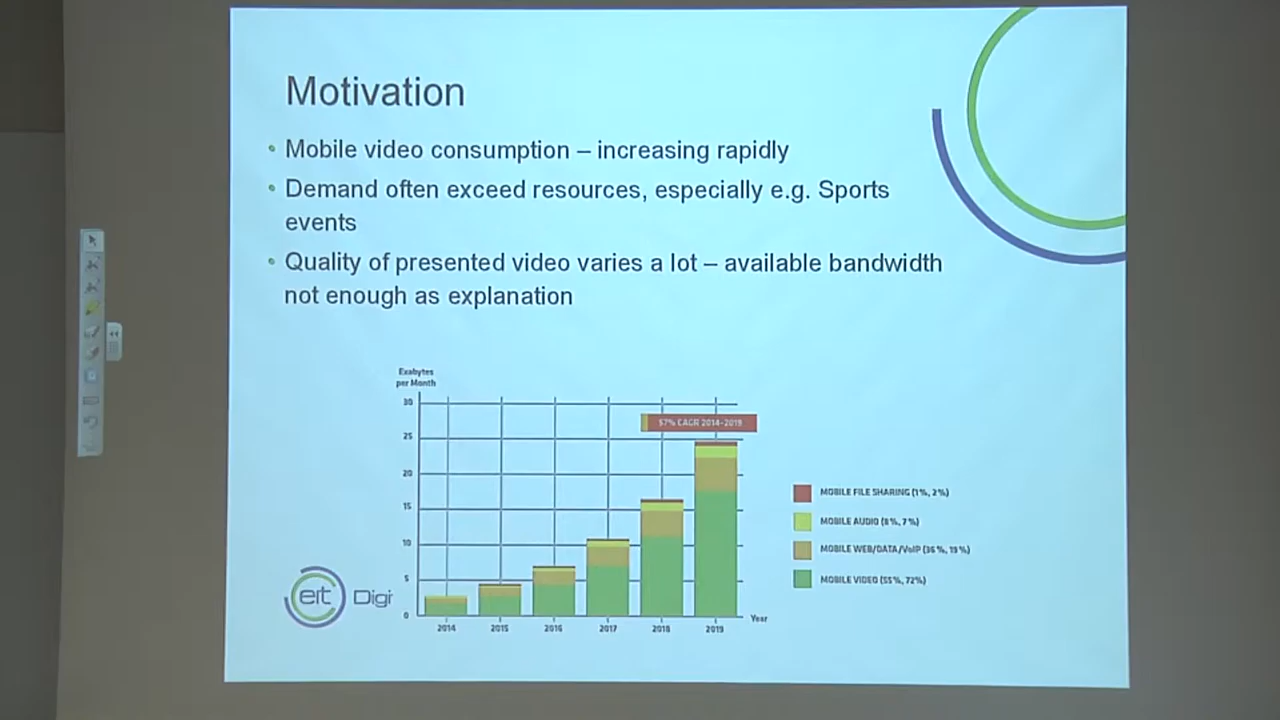 Motivation
• Mobile video consumption – increasing rapidly
• Demand often exceed resources, especially e.g. Sports
events
• Quality of presented video varies a lot – available bandwidth
not enough as explanation
Exabytes
per Month
30
25
20
15
10
5
0
57% CAGR 2014-2019
2014 2015 2016 2017 2018 2019
Year
MOBILE FILE SHARING (1%, 2%)
MOBILE AUDIO (8%, 7%)
MOBILE WEB/DATA/VoIP (36%, 19%)
MOBILE VIDEO (55%, 72%)
eit Digi